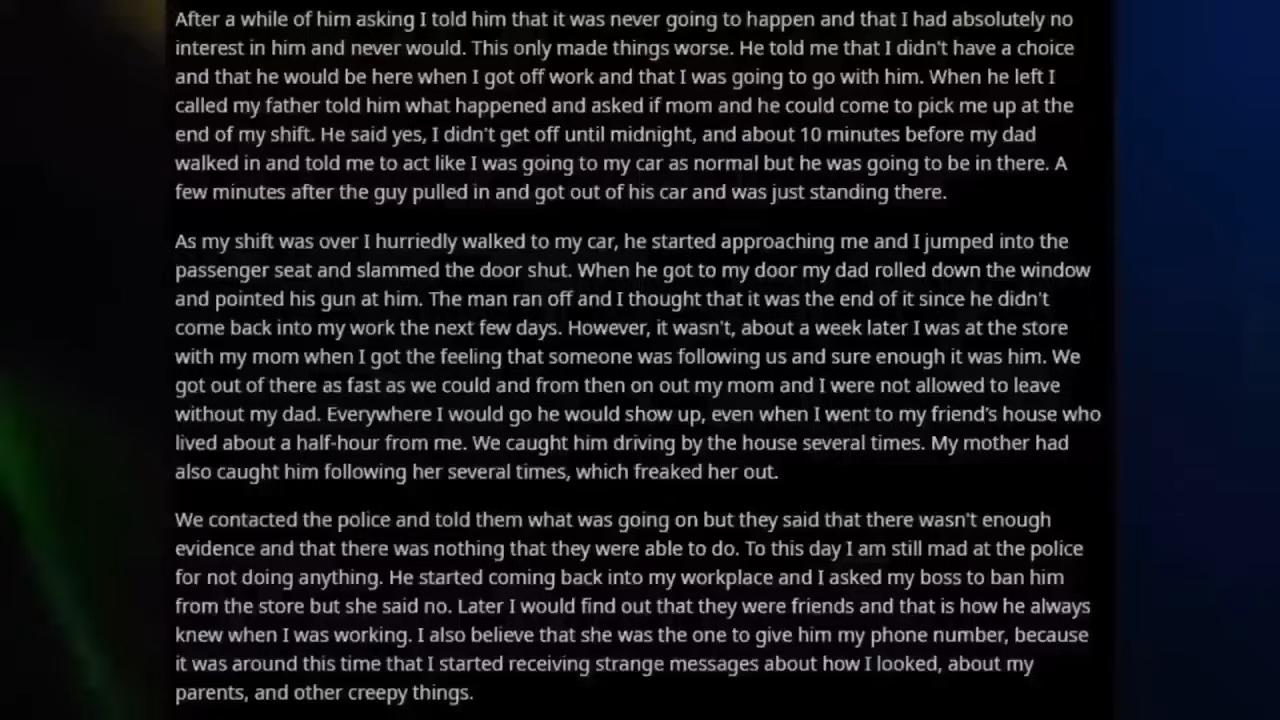 After a while of him asking I told him that it was never going to happen and that I had absolutely no
interest in him and never would. This only made things worse. He told me that I didn't have a choice
and that he would be here when I got off work and that I was going to go with him. When he left I
called my father told him what happened and asked if mom and he could come to pick me up at the
end of my shift. He said yes, I didn't get off until midnight, and about 10 minutes before my dad
walked in and told me to act like I was going to my car as normal but he was going to be in there. A
few minutes after the guy pulled in and got out of his car and was just standing there.
As my shift was over I hurriedly walked to my car, he started approaching me and I jumped into the
passenger seat and slammed the door shut. When he got to my door my dad rolled down the window
and pointed his gun at him. The man ran off and I thought that it was the end of it since he didn't
come back into my work the next few days. However, it wasn't, about a week later I was at the store
with my mom when I got the feeling that someone was following us and sure enough it was him. We
got out of there as fast as we could and from then on out my mom and I were not allowed to leave
without my dad. Everywhere I would go he would show up, even when I went to my friend's house who
lived about a half-hour from me. We caught him driving by the house several times. My mother had
also caught him following her several times, which freaked her out.
We contacted the police and told them what was going on but they said that there wasn't enough
evidence and that there was nothing that they were able to do. To this day I am still mad at the police
for not doing anything. He started coming back into my workplace and I asked my boss to ban him
from the store but she said no. Later I would find out that they were friends and that is how he always
knew when I was working. I also believe that she was the one to give him my phone number, because
it was around this time that I started receiving strange messages about how I looked, about my
parents, and other creepy things.